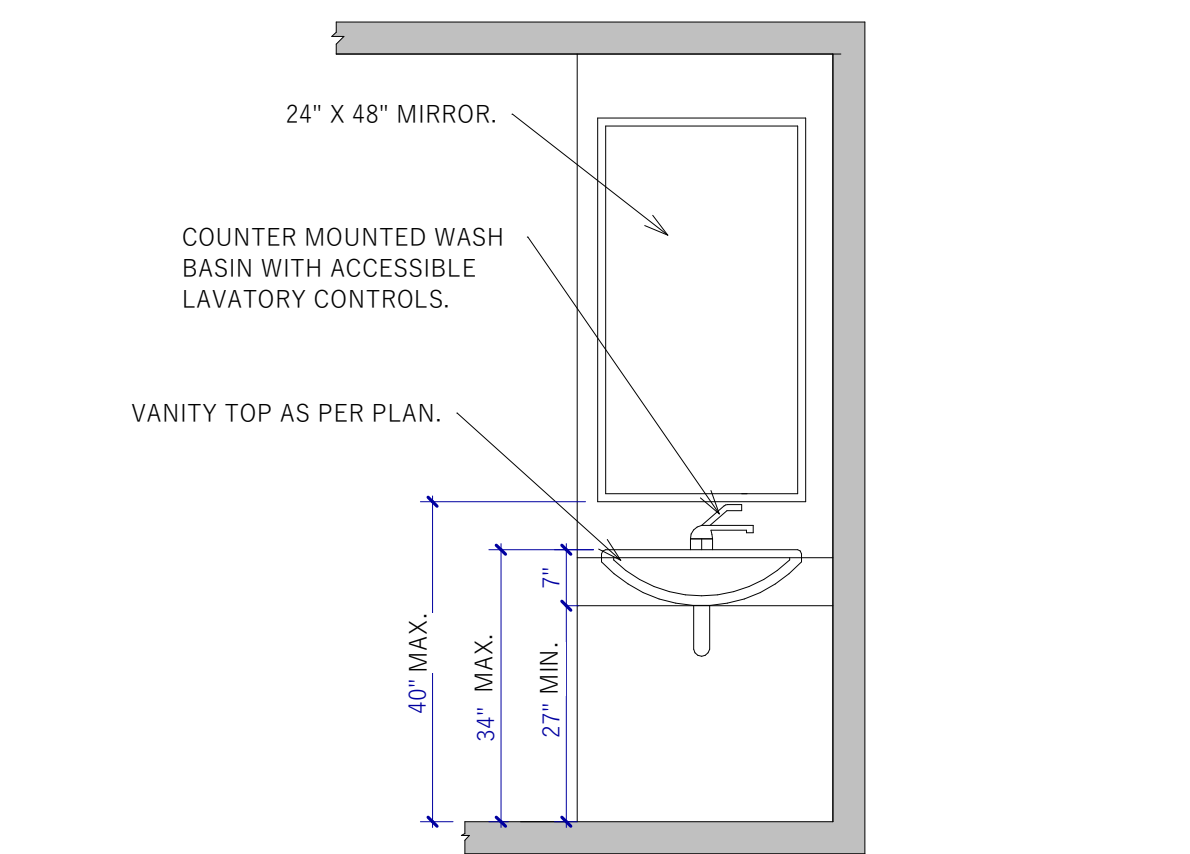 24" X 48" MIRROR.
COUNTER MOUNTED WASH
BASIN WITH ACCESSIBLE
LAVATORY CONTROLS.
VANITY TOP AS PER PLAN.
40" MAX.
34" MAX.
7"
27" MIN.